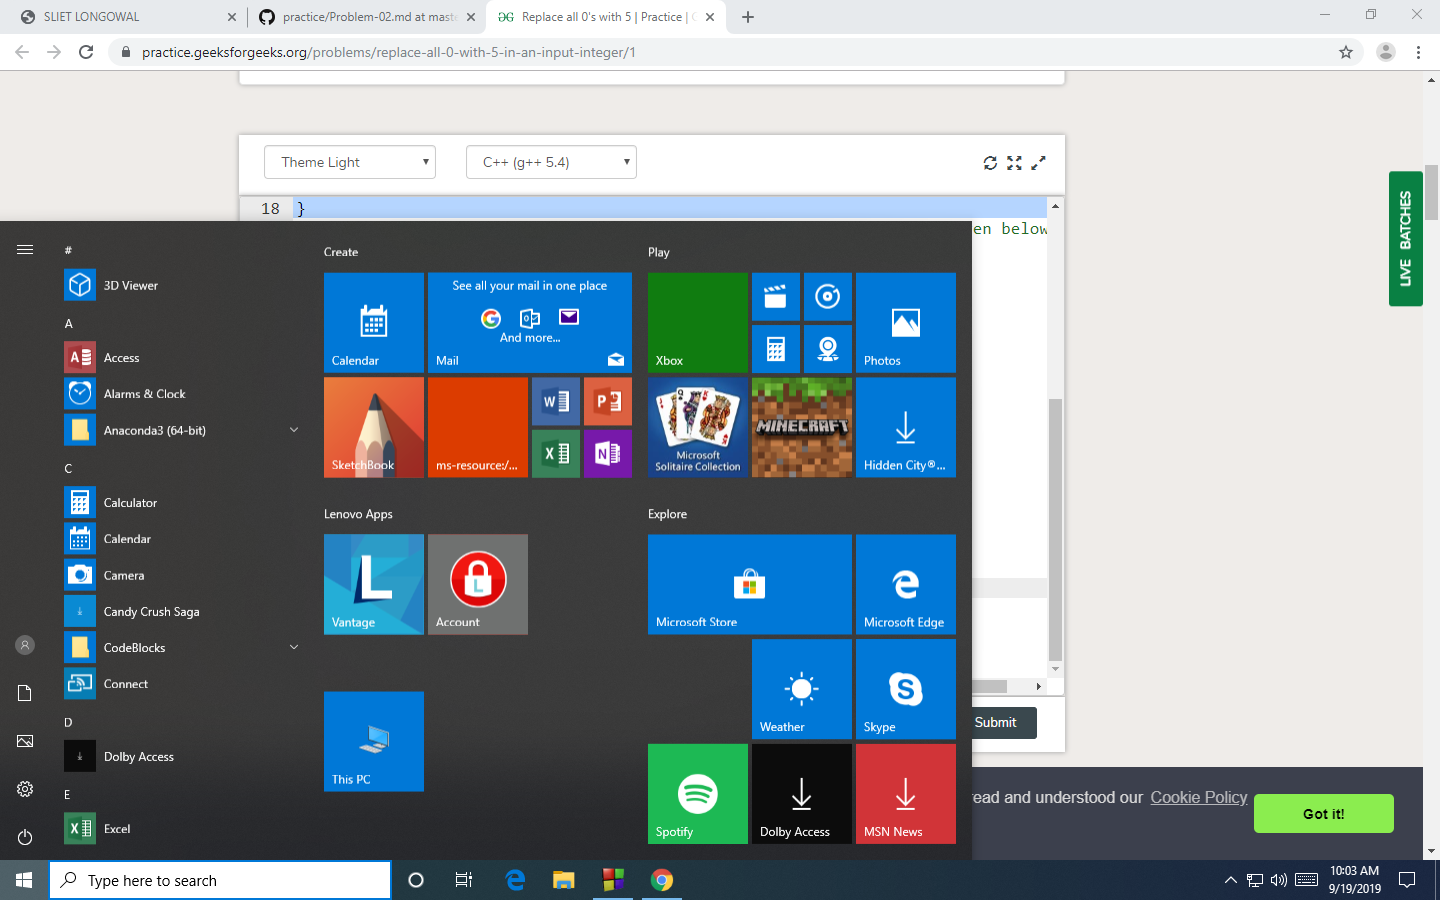 SLIET LONGOWAL
practice/Problem-02.md at maste
Replace all 0's with 5 | Practice |
practice.geeksforgeeks.org/problems/replace-all-0-with-5-in-an-input-integer/1
Theme Light
C++ (g++ 5.4)
18 }
en below
LIVE BATCHES
#
3D Viewer
A
Access
Alarms & Clock
Anaconda3 (64-bit)
C
Calculator
Calendar
Camera
Candy Crush Saga
CodeBlocks
Connect
D
Dolby Access
E
Excel
Create
Calendar
See all your mail in one place
And more...
Mail
SketchBook
ms-resource:/...
Lenovo Apps
Vantage
Account
This PC
Play
Xbox
Photos
Microsoft
Solitaire Collection
MINECRAFT
Hidden City®...
Explore
Microsoft Store
Microsoft Edge
Weather
Skype
Spotify
Dolby Access
MSN News
Submit
ead and understood our Cookie Policy
Got it!
Type here to search
10:03 AM
9/19/2019